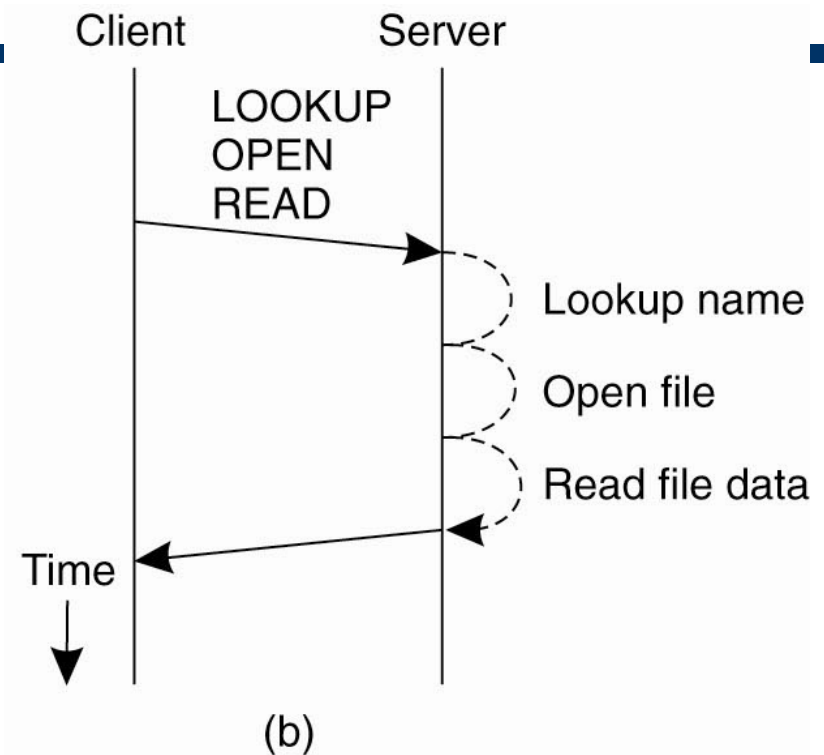 Client
Server
LOOKUP
OPEN
READ
Lookup name
Open file
Read file data
Time
(b)